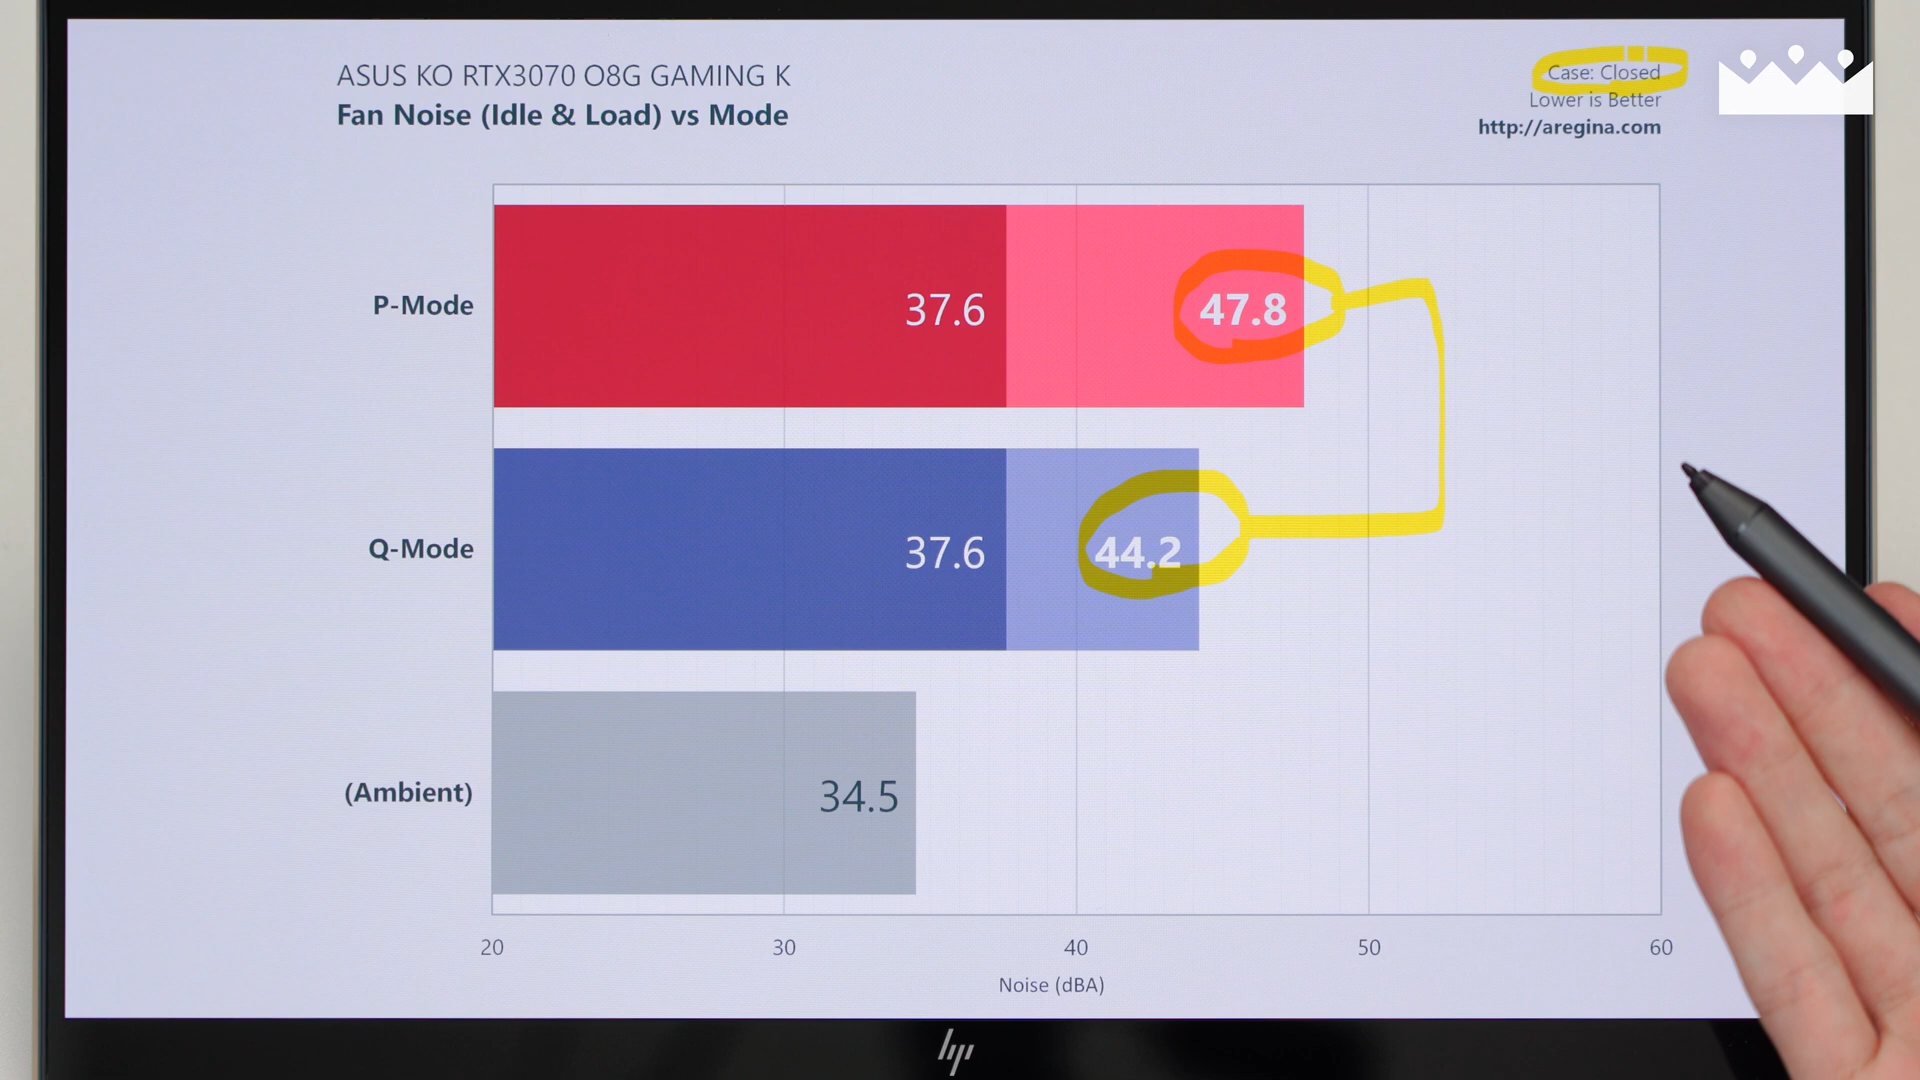 ASUS KO RTX3070 O8G GAMING K
Fan Noise (Idle & Load) vs Mode
Case: Closed
Lower is Better
http://aregina.com
P-Mode
37.6
47.8
Q-Mode
37.6
44.2
(Ambient)
34.5
20
30
40
50
60
Noise (dBA)
hp